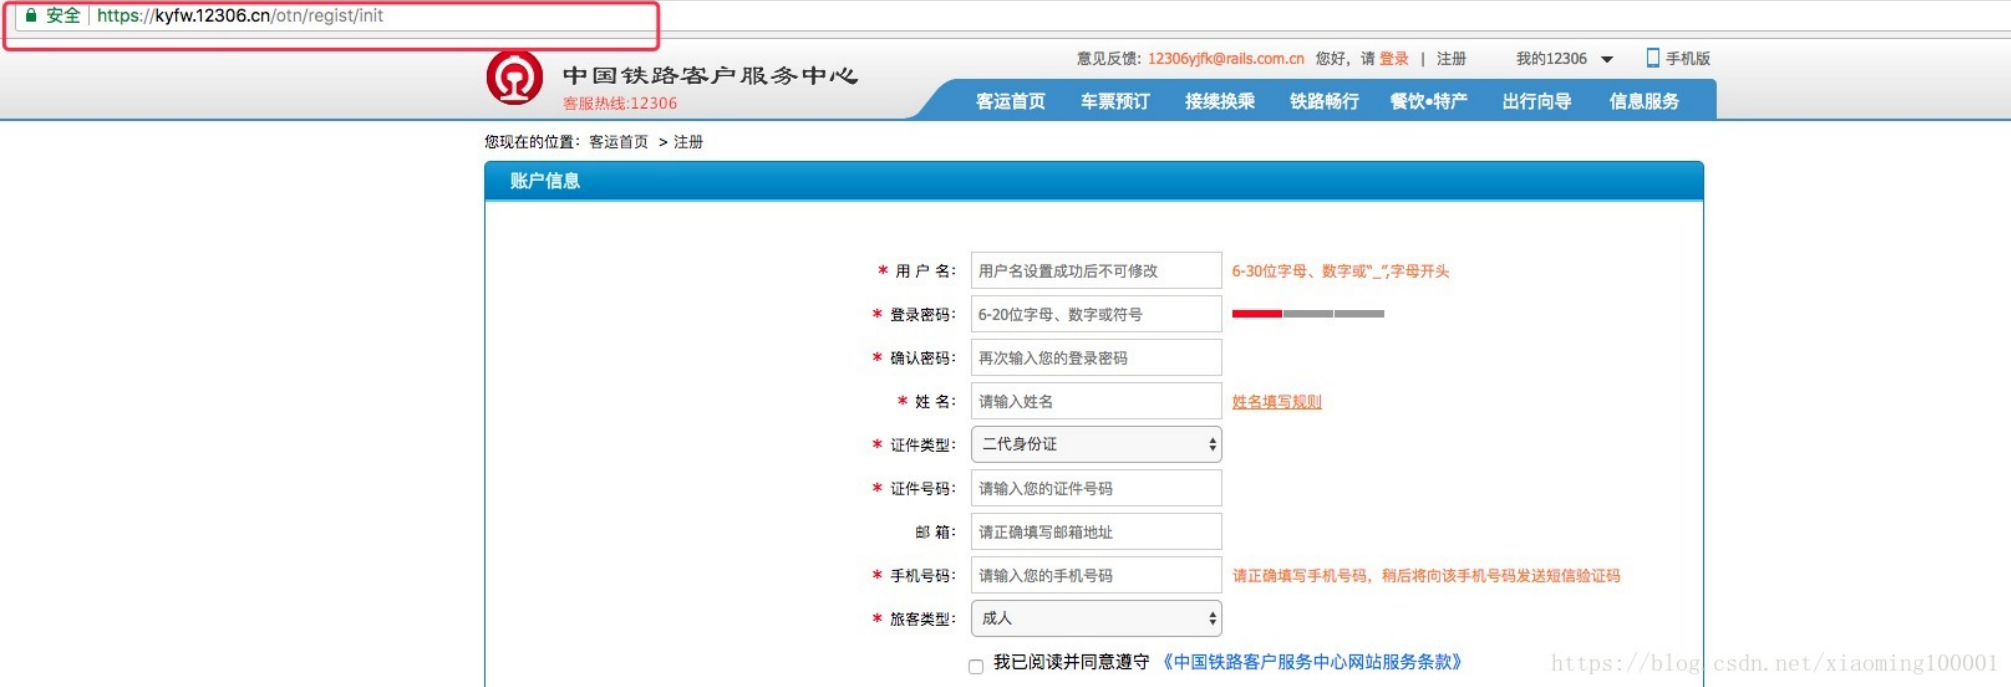 安全 | https://kyfw.12306.cn/otn/regist/init
意见反馈: 12306yjfk@rails.com.cn 您好，请 登录 | 注册 我的12306 手机版
中国铁路客户服务中心
客服热线:12306
客运首页 车票预订 接续换乘 铁路畅行 餐饮•特产 出行向导 信息服务
您现在的位置：客运首页 > 注册
账户信息
* 用 户 名： 用户名设置成功后不可修改 6-30位字母、数字或“_”,字母开头
* 登录密码： 6-20位字母、数字或符号
* 确认密码： 再次输入您的登录密码
* 姓 名： 请输入姓名 姓名填写规则
* 证件类型： 二代身份证
* 证件号码： 请输入您的证件号码
邮 箱： 请正确填写邮箱地址
* 手机号码： 请输入您的手机号码 请正确填写手机号码，稍后将向该手机号码发送短信验证码
* 旅客类型： 成人
我已阅读并同意遵守 《中国铁路客户服务中心网站服务条款》
https://blog.csdn.net/xiaoming100001